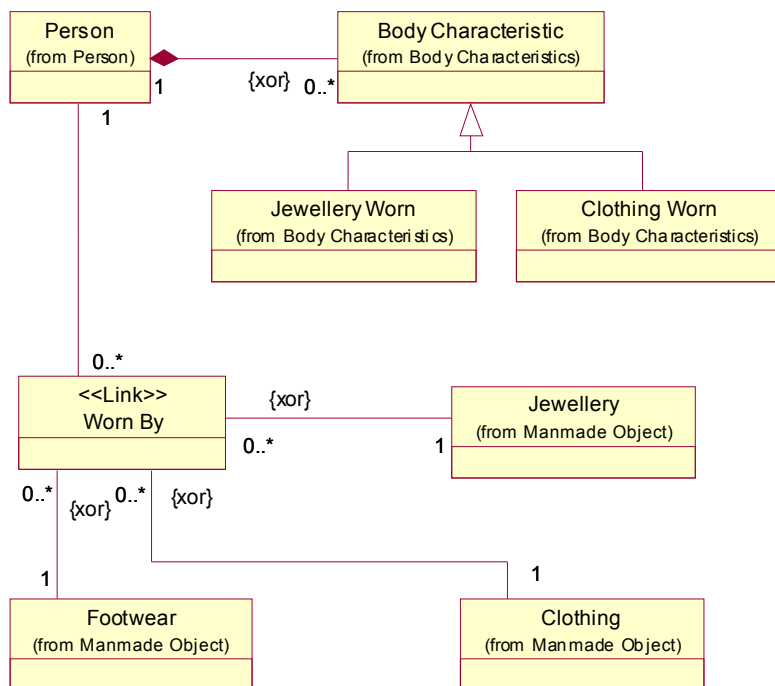 Person
(from Person)
Body Characteristic
(from Body Characteristics)
1
{xor}
0..*
1
Jewellery Worn
(from Body Characteristics)
Clothing Worn
(from Body Characteristics)
0..*
<<Link>>
Worn By
{xor}
0..*
1
Jewellery
(from Manmade Object)
0..*
{xor}
0..*
{xor}
1
1
Footwear
(from Manmade Object)
Clothing
(from Manmade Object)